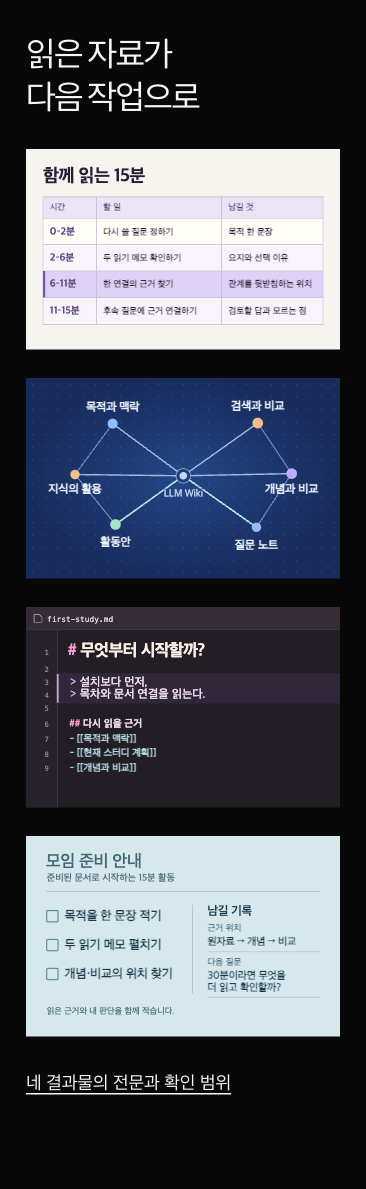 읽은 자료가
다음 작업으로
함께 읽는 15분
시간 할 일 남길 것
0-2분 다시 쓸 질문 정하기 목적 한 문장
2-6분 두 읽기 메모 확인하기 요지와 선택 이유
6-11분 한 연결의 근거 찾기 관계를 뒷받침하는 위치
11-15분 후속 질문에 근거 연결하기 검토할 답과 모르는 점
목적과 맥락
검색과 비교
지식의 활용
LLM Wiki
개념과 비교
활동안
질문 노트
first-study.md
1 # 무엇부터 시작할까?
2
3 > 설치보다 먼저,
4 > 목차와 문서 연결을 읽는다.
5
6 ## 다시 읽을 근거
7 - [[목적과 맥락]]
8 - [[현재 스터디 계획]]
9 - [[개념과 비교]]
모임 준비 안내
준비된 문서로 시작하는 15분 활동
목적을 한 문장 적기
두 읽기 메모 펼치기
개념·비교의 위치 찾기
남길 기록
근거 위치
원자료 → 개념 → 비교
다음 질문
30분이라면 무엇을
더 읽고 확인할까?
읽은 근거와 내 판단을 함께 적습니다.
네 결과물의 전문과 확인 범위